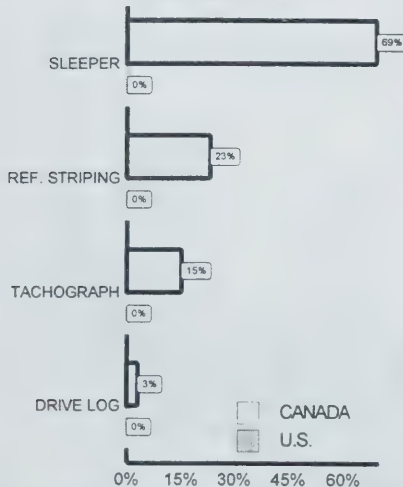 69%
SLEEPER
0%
REF. STRIPING
23%
0%
TACHOGRAPH
15%
0%
3%
DRIVE LOG
0%
CANADA
U.S.
0% 15% 30% 45% 60%